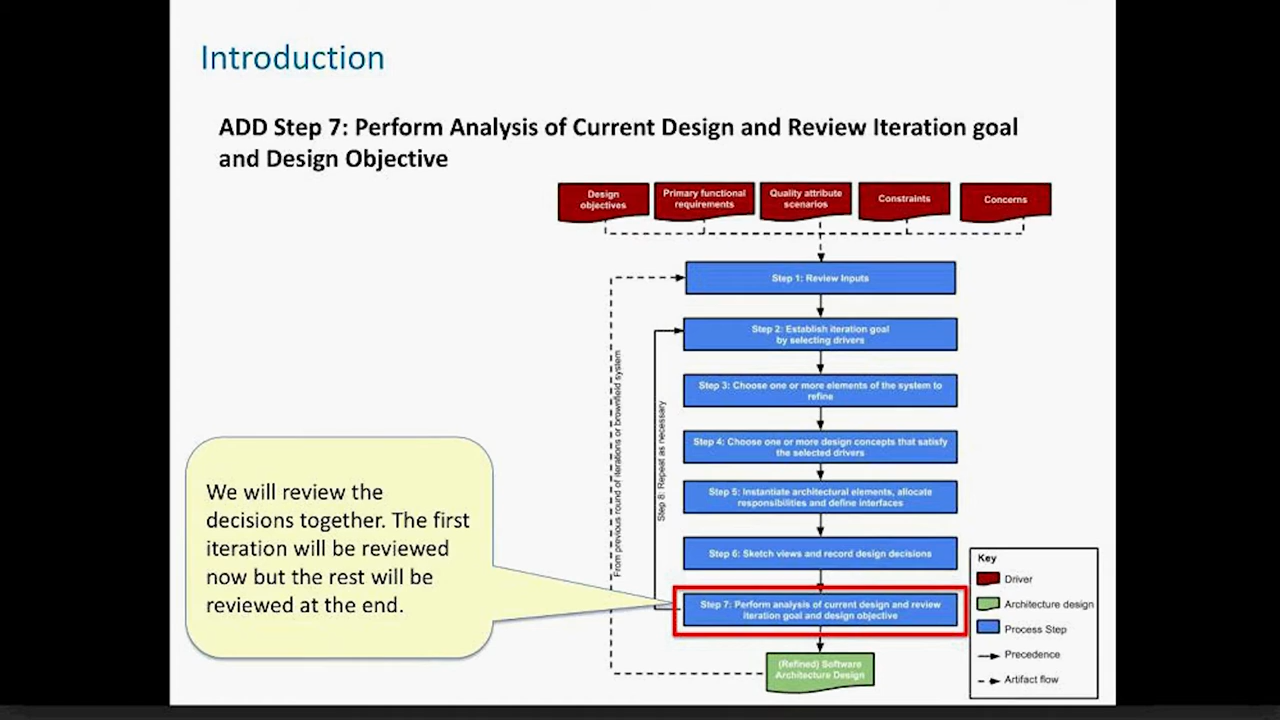 Introduction
ADD Step 7: Perform Analysis of Current Design and Review Iteration goal
and Design Objective
Design
objectives
Primary functional
requirements
Quality attribute
scenarios
Constraints
Concerns
Step 1: Review Inputs
Step 2: Establish iteration goal
by selecting drivers
Step 3: Choose one or more elements of the system to
refine
Step 4: Choose one or more design concepts that satisfy
the selected drivers
Step 5: Instantiate architectural elements, allocate
responsibilities and define interfaces
Step 6: Sketch views and record design decisions
Step 7: Perform analysis of current design and review
iteration goal and design objective
(Refined) Software
Architecture Design
From previous round of iterations or brownfield system
Step 8: Repeat as necessary
We will review the
decisions together. The first
iteration will be reviewed
now but the rest will be
reviewed at the end.
Key
Driver
Architecture design
Process Step
Precedence
Artifact flow